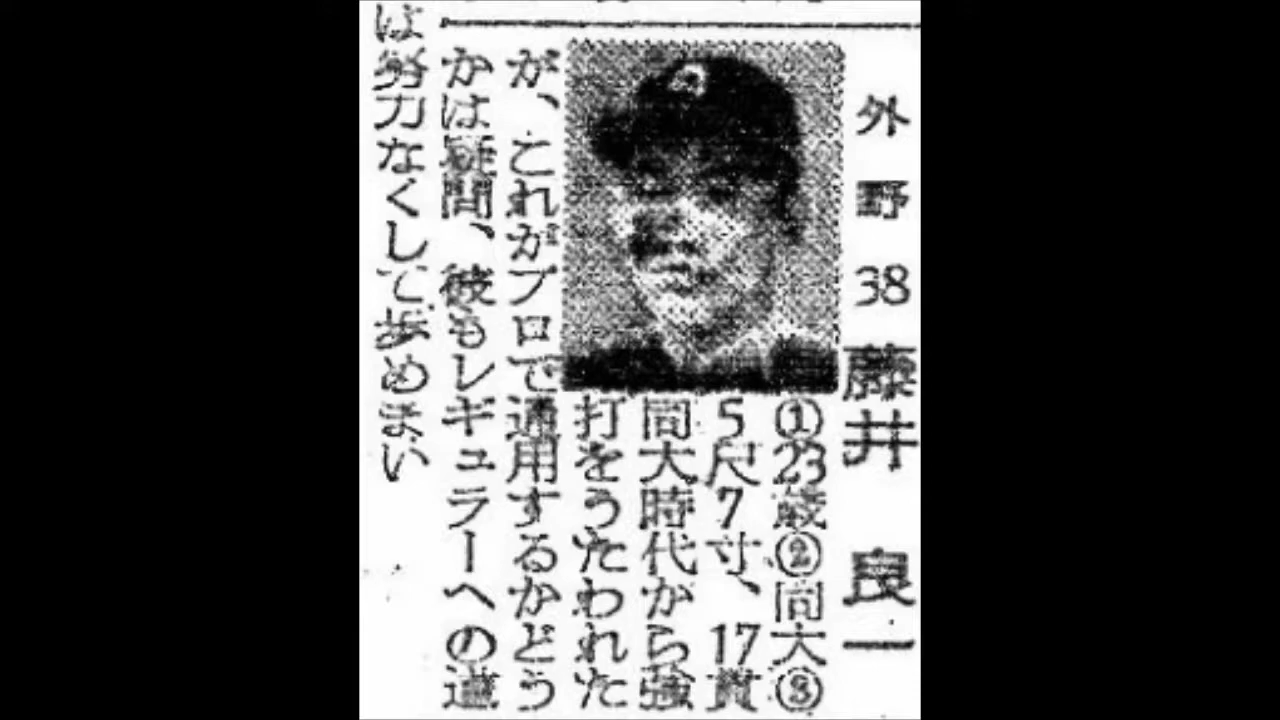 外野 38 藤井 良一
①23歳②同大③
5尺7寸、17貫
同大時代から強
打をうたわれた
が、これがプロで通用するかどう
かは疑問、彼もレギュラーへの道
は努力なくして歩めまい